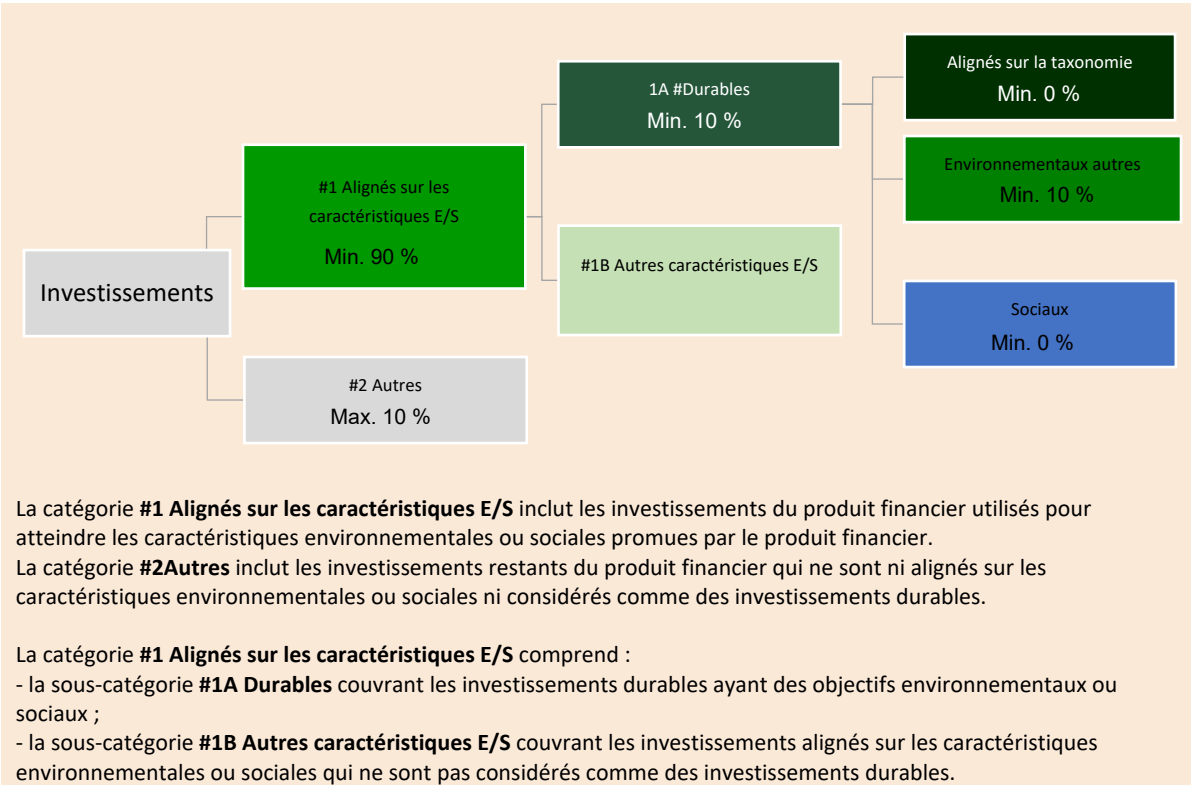 Investissements
#1 Alignés sur les
caractéristiques E/S
Min. 90 %
#2 Autres
Max. 10 %
1A #Durables
Min. 10 %
#1B Autres caractéristiques E/S
Alignés sur la taxonomie
Min. 0 %
Environnementaux autres
Min. 10 %
Sociaux
Min. 0 %
La catégorie #1 Alignés sur les caractéristiques E/S inclut les investissements du produit financier utilisés pour
atteindre les caractéristiques environnementales ou sociales promues par le produit financier.
La catégorie #2Autres inclut les investissements restants du produit financier qui ne sont ni alignés sur les
caractéristiques environnementales ou sociales ni considérés comme des investissements durables.
La catégorie #1 Alignés sur les caractéristiques E/S comprend :
- la sous-catégorie #1A Durables couvrant les investissements durables ayant des objectifs environnementaux ou
sociaux ;
- la sous-catégorie #1B Autres caractéristiques E/S couvrant les investissements alignés sur les caractéristiques
environnementales ou sociales qui ne sont pas considérés comme des investissements durables.